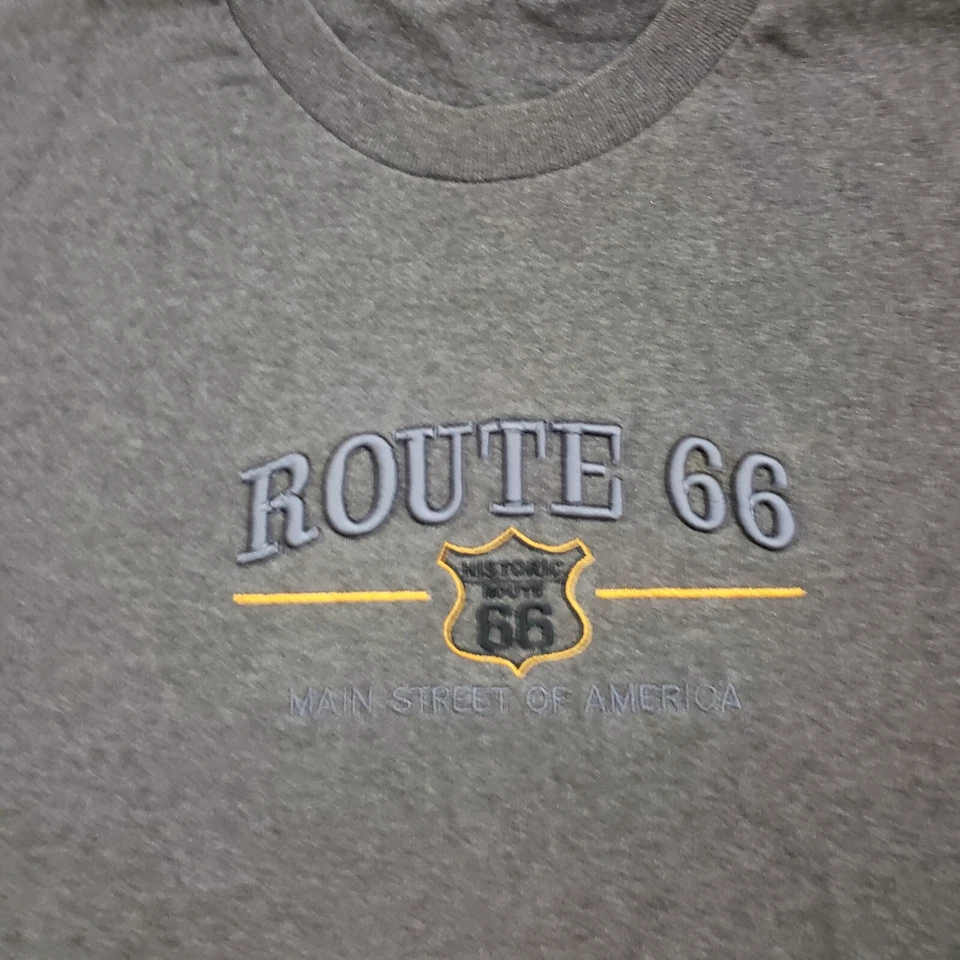 ROUTE 66
HISTORIC
ROUTE
66
MAIN STREET OF AMERICA